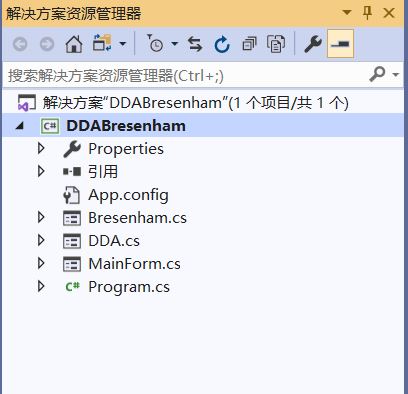 解决方案资源管理器
搜索解决方案资源管理器(Ctrl+;)
解决方案“DDABresenham”(1 个项目/共 1 个)
C# DDABresenham
Properties
引用
App.config
Bresenham.cs
DDA.cs
MainForm.cs
C# Program.cs